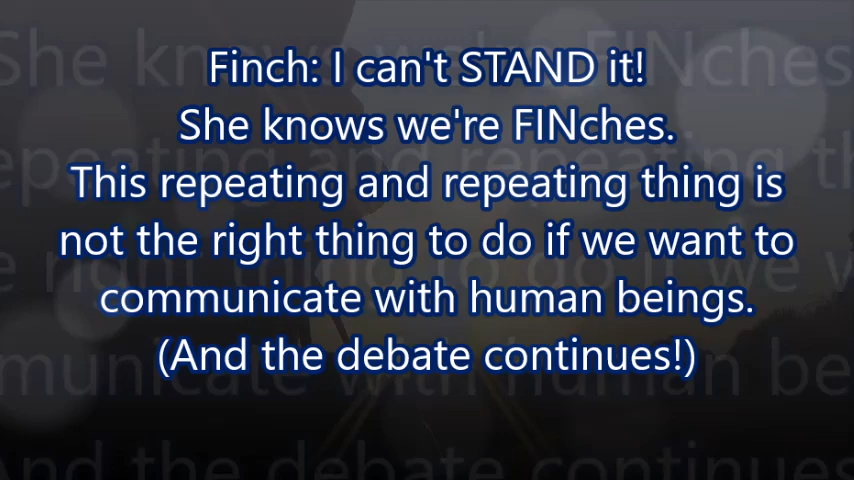 Finch: I can't STAND it!
She knows we're FINches.
This repeating and repeating thing is
not the right thing to do if we want to
communicate with human beings.
(And the debate continues!)